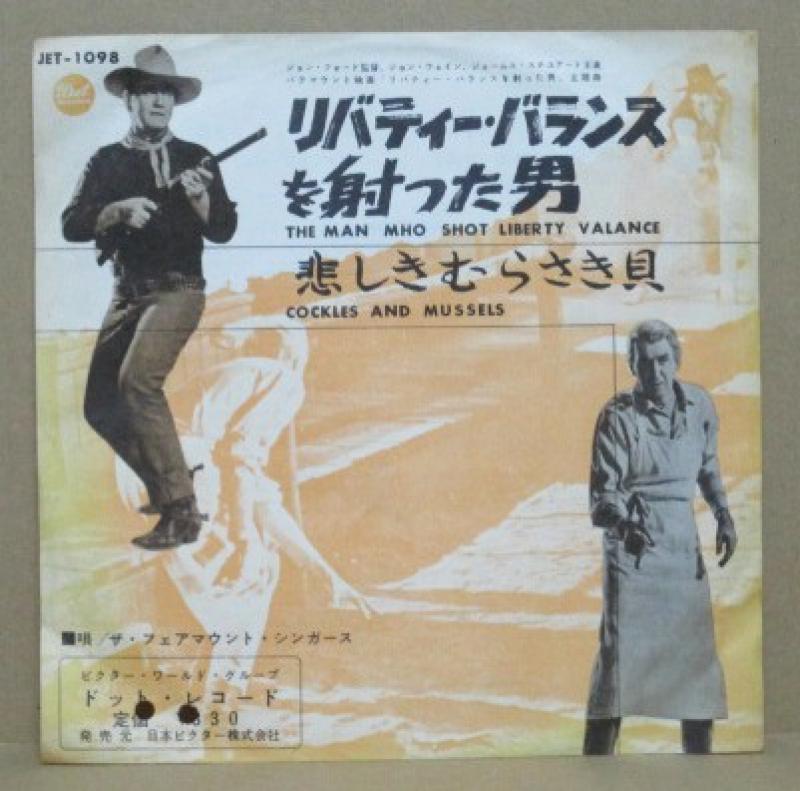 JET-1098
Dot
ジョン・フォード監督、ジョン・ウェイン、ジェームス・スチュアート主演
パラマウント映画「リバティー・バランスを射った男」主題曲
リバティー・バランス
を射った男
THE MAN MHO SHOT LIBERTY VALANCE
悲しきむらさき貝
COCKLES AND MUSSELS
唄/ザ・フェアマウント・シンガース
ビクター・ワールド・グループ
ドット・レコード
定価 ¥330
発売元 日本ビクター株式会社